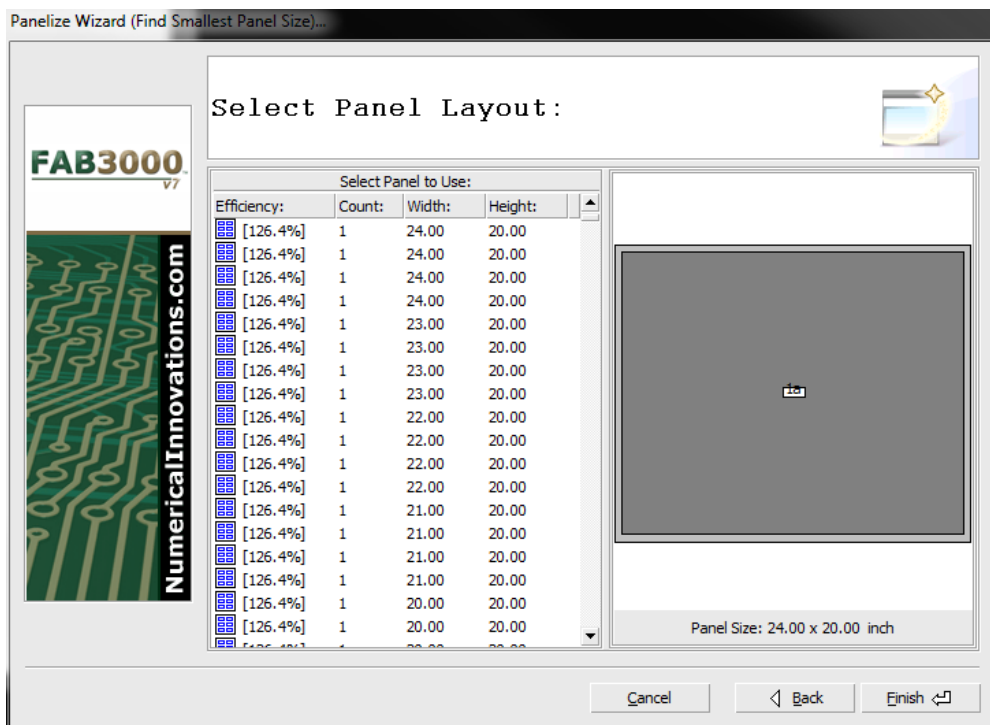 Panelize Wizard (Find Smallest Panel Size)...
Select Panel Layout:
FAB3000
V7
NumericalInnovations.com
Select Panel to Use:
Efficiency: Count: Width: Height:
[126.4%] 1 24.00 20.00
[126.4%] 1 24.00 20.00
[126.4%] 1 24.00 20.00
[126.4%] 1 24.00 20.00
[126.4%] 1 23.00 20.00
[126.4%] 1 23.00 20.00
[126.4%] 1 23.00 20.00
[126.4%] 1 23.00 20.00
[126.4%] 1 22.00 20.00
[126.4%] 1 22.00 20.00
[126.4%] 1 22.00 20.00
[126.4%] 1 22.00 20.00
[126.4%] 1 21.00 20.00
[126.4%] 1 21.00 20.00
[126.4%] 1 21.00 20.00
[126.4%] 1 21.00 20.00
[126.4%] 1 20.00 20.00
[126.4%] 1 20.00 20.00
1a
Panel Size: 24.00 x 20.00 inch
Cancel
Back
Finish